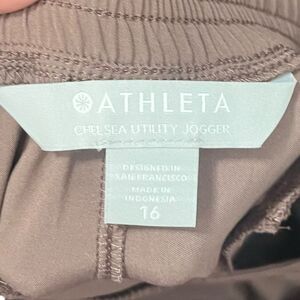 ATHLETA
CHELSEA UTILITY JOGGER
DESIGNED IN
SAN FRANCISCO
MADE IN
INDONESIA
16